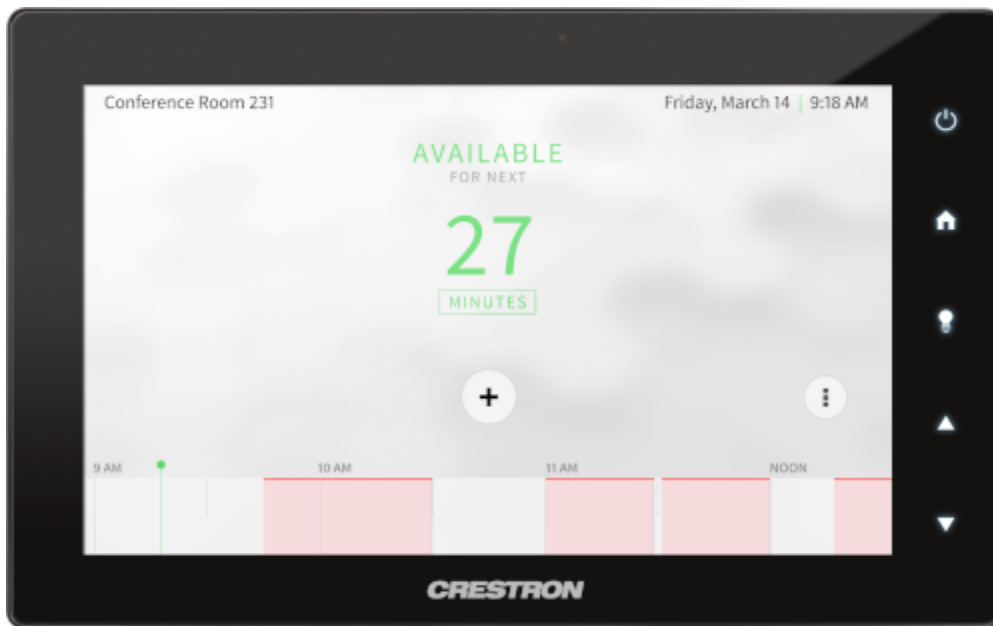 Conference Room 231
Friday, March 14 | 9:18 AM
AVAILABLE
FOR NEXT
27
MINUTES
9 AM
10 AM
11 AM
NOON
CRESTRON